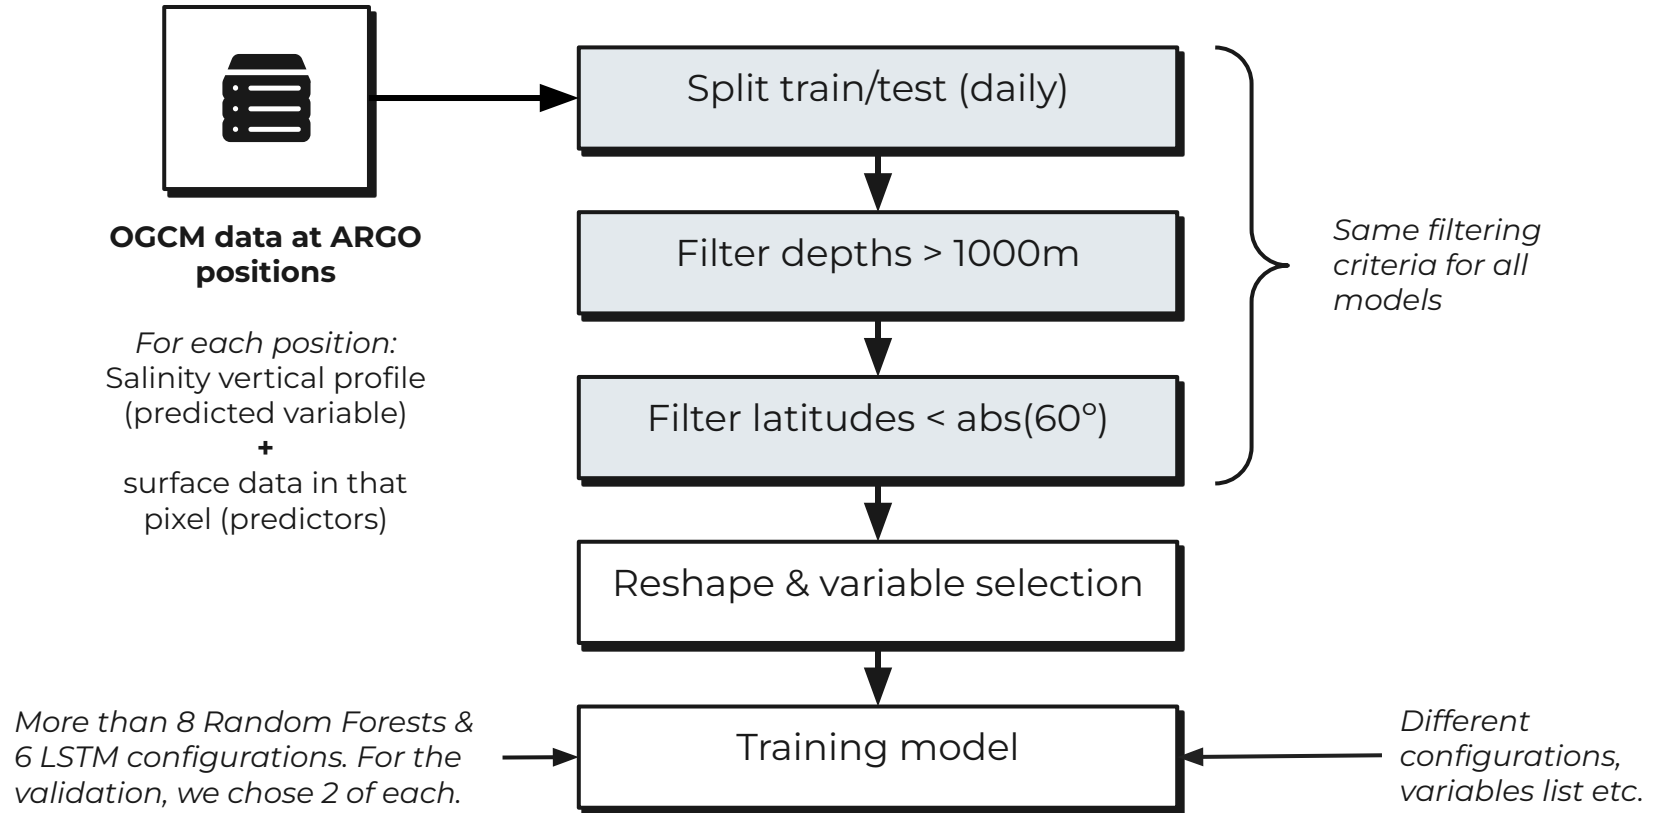 Split train/test (daily)
OGCM data at ARGO
positions
For each position:
Salinity vertical profile
(predicted variable)
+
surface data in that
pixel (predictors)
Filter depths > 1000m
Filter latitudes < abs(60º)
Same filtering
criteria for all
models
Reshape & variable selection
More than 8 Random Forests &
6 LSTM configurations. For the
validation, we chose 2 of each.
Training model
Different
configurations,
variables list etc.